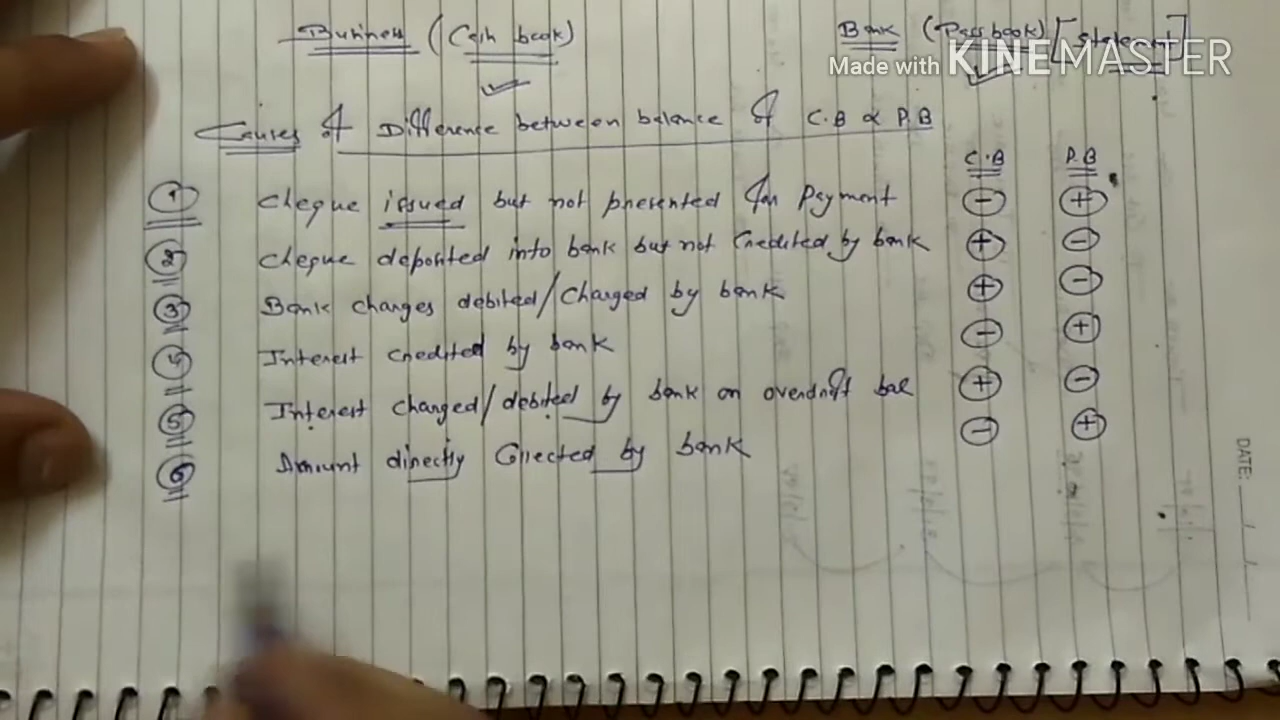 Business (Cash book) Bank (Pass book) [Statement]
Made with KINEMASTER
Causes of Difference between balance of C.B & P.B
C.B P.B
1 Cheque issued but not presented for Payment - +
2 Cheque deposited into bank but not Credited by bank + -
3 Bank charges debited/Charged by bank + -
4 Interest credited by bank - +
5 Interest charged/debited by bank on overdraft bal + -
6 Amount directly Collected by bank - +
DATE: